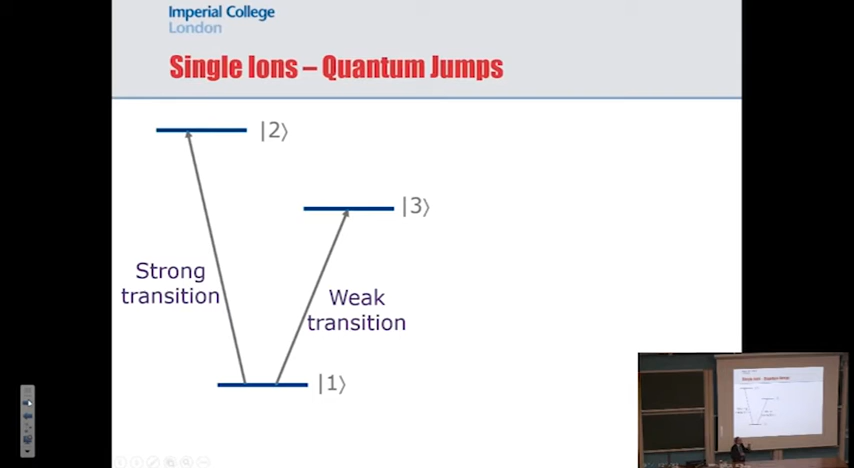 Imperial College
London
Single Ions – Quantum Jumps
|2⟩
|3⟩
Strong
transition
Weak
transition
|1⟩